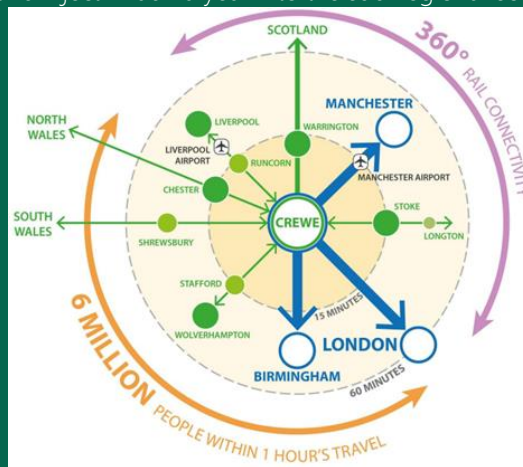 SCOTLAND
360°
RAIL CONNECTIVITY
MANCHESTER
NORTH
WALES
LIVERPOOL
WARRINGTON
LIVERPOOL
AIRPORT
RUNCORN
MANCHESTER AIRPORT
CHESTER
STOKE
CREWE
SOUTH
WALES
SHREWSBURY
LONGTON
STAFFORD
15 MINUTES
WOLVERHAMPTON
LONDON
BIRMINGHAM
60 MINUTES
6 MILLION
PEOPLE WITHIN 1 HOUR'S TRAVEL